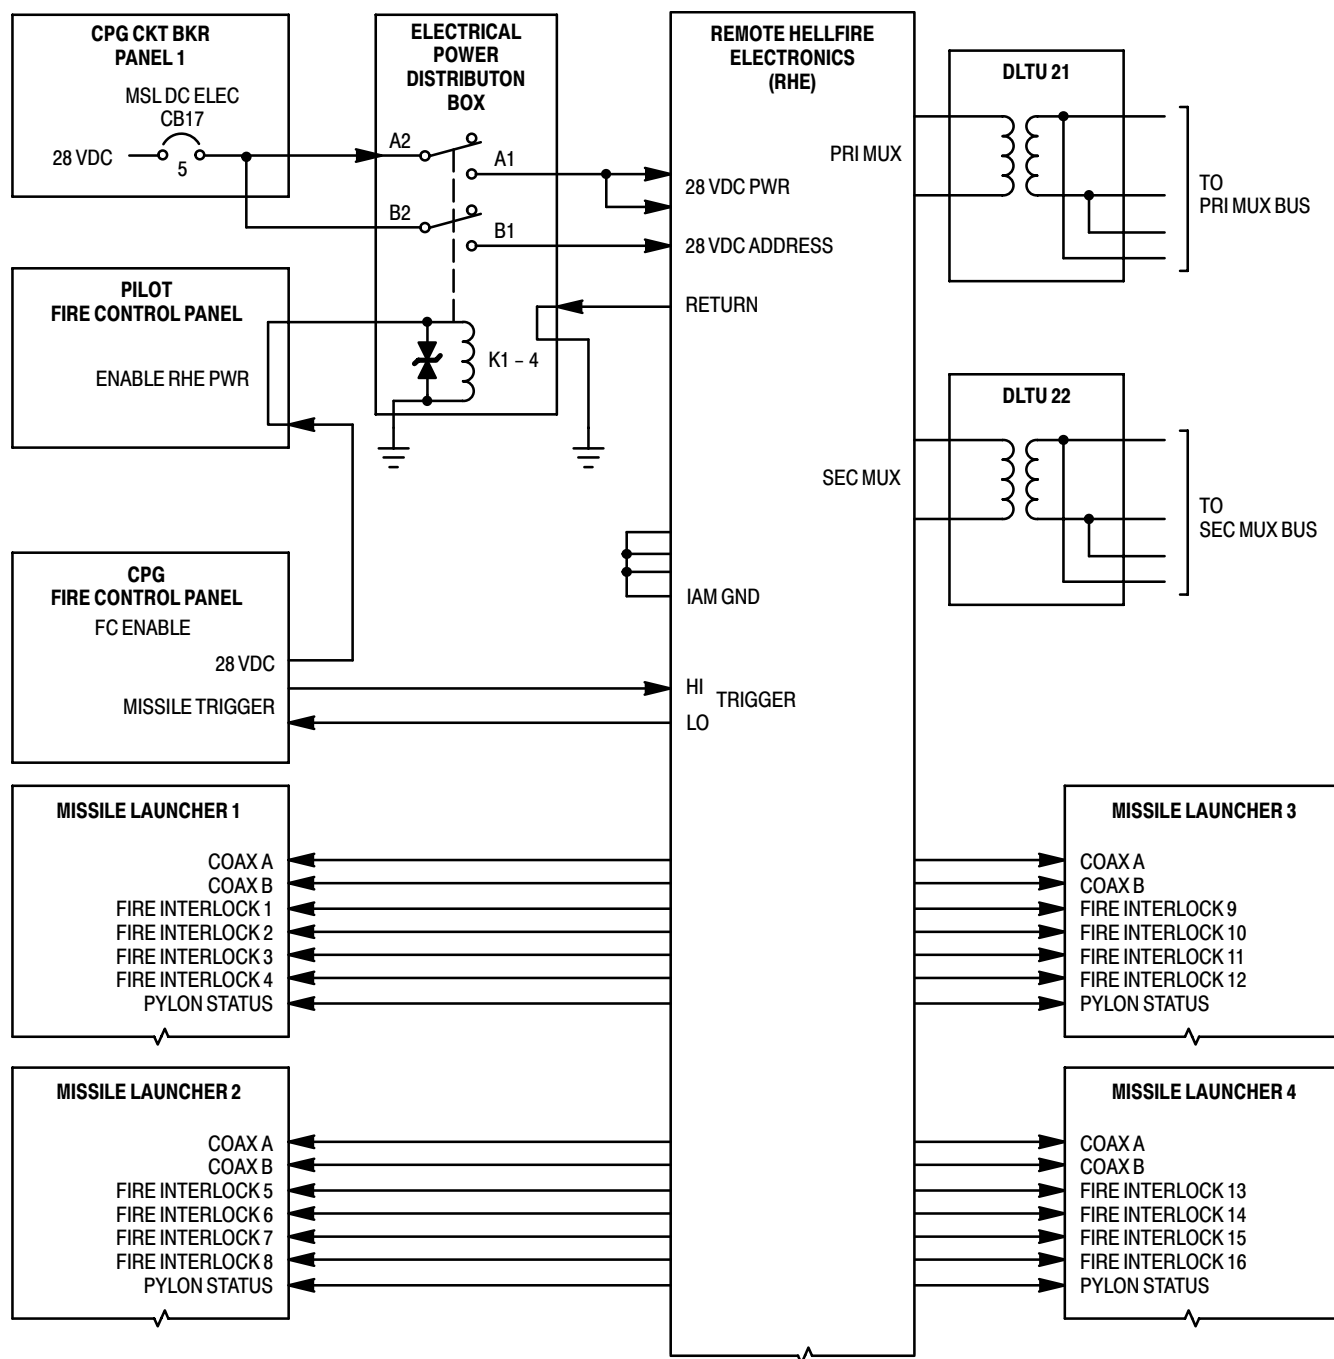 CPG CKT BKR
PANEL 1
MSL DC ELEC
CB17
28 VDC
5
ELECTRICAL
POWER
DISTRIBUTON
BOX
A2
A1
B2
B1
K1 – 4
REMOTE HELLFIRE
ELECTRONICS
(RHE)
PRI MUX
28 VDC PWR
28 VDC ADDRESS
RETURN
SEC MUX
IAM GND
HI
TRIGGER
LO
DLTU 21
TO
PRI MUX BUS
DLTU 22
TO
SEC MUX BUS
PILOT
FIRE CONTROL PANEL
ENABLE RHE PWR
CPG
FIRE CONTROL PANEL
FC ENABLE
28 VDC
MISSILE TRIGGER
MISSILE LAUNCHER 1
COAX A
COAX B
FIRE INTERLOCK 1
FIRE INTERLOCK 2
FIRE INTERLOCK 3
FIRE INTERLOCK 4
PYLON STATUS
MISSILE LAUNCHER 3
COAX A
COAX B
FIRE INTERLOCK 9
FIRE INTERLOCK 10
FIRE INTERLOCK 11
FIRE INTERLOCK 12
PYLON STATUS
MISSILE LAUNCHER 2
COAX A
COAX B
FIRE INTERLOCK 5
FIRE INTERLOCK 6
FIRE INTERLOCK 7
FIRE INTERLOCK 8
PYLON STATUS
MISSILE LAUNCHER 4
COAX A
COAX B
FIRE INTERLOCK 13
FIRE INTERLOCK 14
FIRE INTERLOCK 15
FIRE INTERLOCK 16
PYLON STATUS